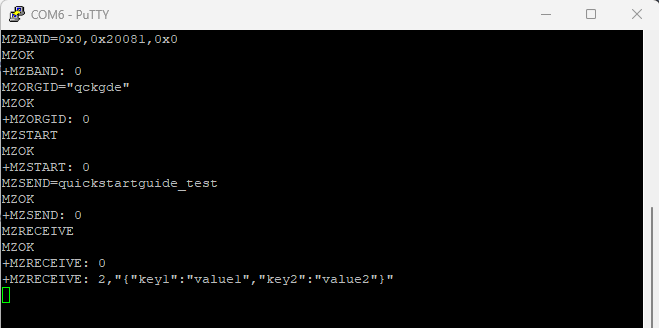 COM6 - PuTTY
MZBAND=0x0,0x20081,0x0
MZOK
+MZBAND: 0
MZORGID="qckgde"
MZOK
+MZORGID: 0
MZSTART
MZOK
+MZSTART: 0
MZSEND=quickstartguide_test
MZOK
+MZSEND: 0
MZRECEIVE
MZOK
+MZRECEIVE: 0
+MZRECEIVE: 2,"{"key1":"value1","key2":"value2"}"